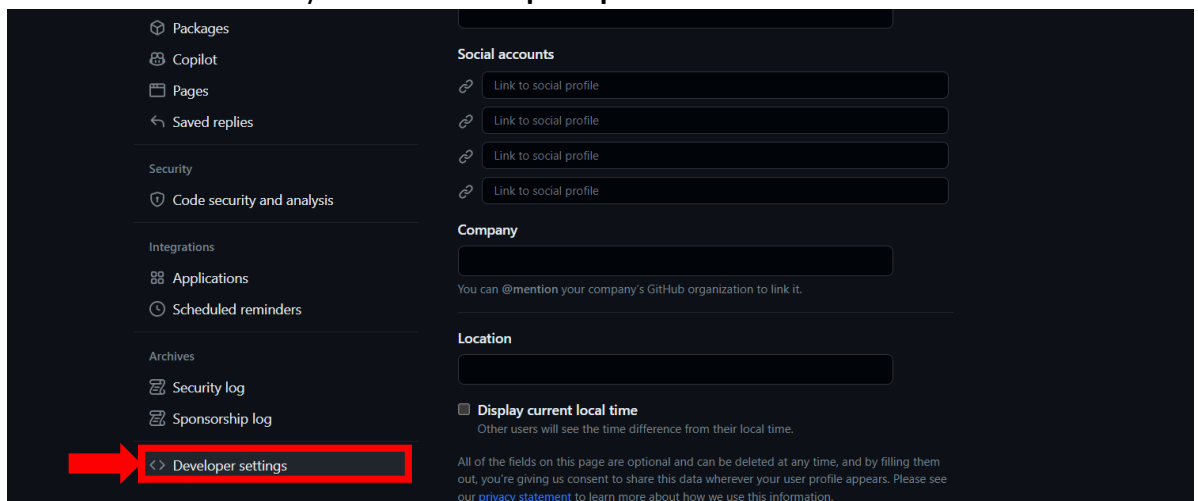 Packages
Copilot
Pages
Saved replies
Security
Code security and analysis
Integrations
Applications
Scheduled reminders
Archives
Security log
Sponsorship log
Developer settings
Social accounts
Link to social profile
Link to social profile
Link to social profile
Link to social profile
Company
You can @mention your company's GitHub organization to link it.
Location
Display current local time
Other users will see the time difference from their local time.
All of the fields on this page are optional and can be deleted at any time, and by filling them
out, you're giving us consent to share this data wherever your user profile appears. Please see
our privacy statement to learn more about how we use this information.